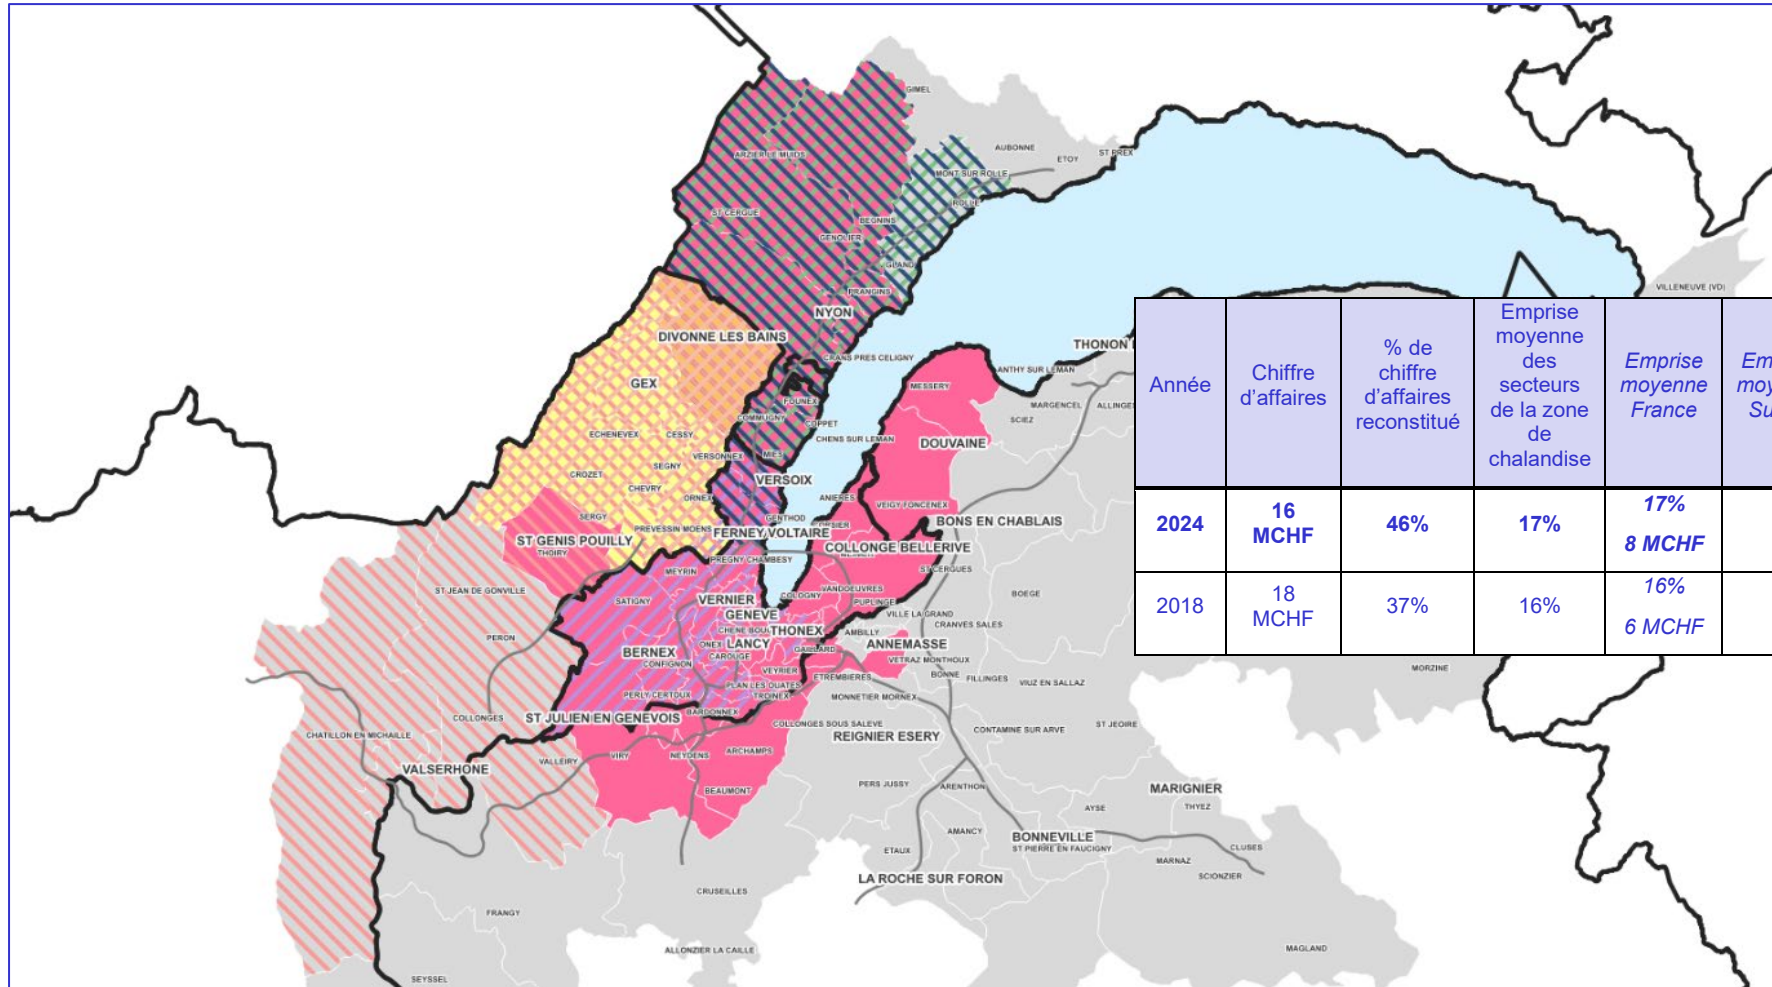 GIMEL
AUBONNE
ETOY
ST PREX
ARZIER LE MUIDS
MONT SUR ROLLE
ROLLE
ST CERGUE
BEGNINS
GENOLIER
GLAND
VILLENEUVE (VD)
PRANGINS
NYON
DIVONNE LES BAINS
CRANS PRES CELIGNY
THONON
ANTHY SUR LEMAN
GEX
MESSERY
FOUNEX
MARGENCEL
ALLINGES
COMMUGNY
COPPET
SCIEZ
ECHENEVEX
CESSY
CHENS SUR LEMAN
DOUVAINE
VERSONNEX
MIES
SEGNY
CROZET
VERSOIX
CHEVRY
ORNEX
ANIERES
VEIGY FONCENEX
SERGY
GENTHOD
BONS EN CHABLAIS
PREVESSIN MOENS
FERNEY VOLTAIRE
ST GENIS POUILLY
THOIRY
COLLONGE BELLERIVE
PREGNY CHAMBESY
MEYRIN
ST CERGUES
ST JEAN DE GONVILLE
SATIGNY
VERNIER
COLOGNY
VANDOEUVRES
BOEGE
PUPLINGE
GENEVE
VILLE LA GRAND
CRANVES SALES
PERON
CHENE BOU
THONEX
AMBILLY
ONEX
LANCY
ANNEMASSE
BERNEX
CAROUGE
GAILLARD
CONFIGNON
VETRAZ MONTHOUX
MORZINE
VEYRIER
ETREMBIERES
BONNE
FILLINGES
VIUZ EN SALLAZ
PLAN LES OUATES
PERLY CERTOUX
TROINEX
MONNETIER MORNEX
BARDONNEX
COLLONGES
ST JULIEN EN GENEVOIS
COLLONGES SOUS SALEVE
ST JEOIRE
CONTAMINE SUR ARVE
CHATILLON EN MICHAILLE
REIGNIER ESERY
ARCHAMPS
VIRY
NEYDENS
VALLEIRY
VALSERHONE
PERS JUSSY
ARENTHON
MARIGNIER
BEAUMONT
AYSE
THYEZ
AMANCY
BONNEVILLE
ETAUX
ST PIERRE EN FAUCIGNY
CLUSES
MARNAZ
LA ROCHE SUR FORON
SCIONZIER
CRUSEILLES
FRANGY
ALLONZIER LA CAILLE
MAGLAND
SEYSSEL
Année
Chiffre
d’affaires
% de
chiffre
d’affaires
reconstitué
Emprise
moyenne
des
secteurs
de la zone
de
chalandise
Emprise
moyenne
France
Em
moy
Su
2024
16
MCHF
46%
17%
17%
8 MCHF
2018
18
MCHF
37%
16%
16%
6 MCHF